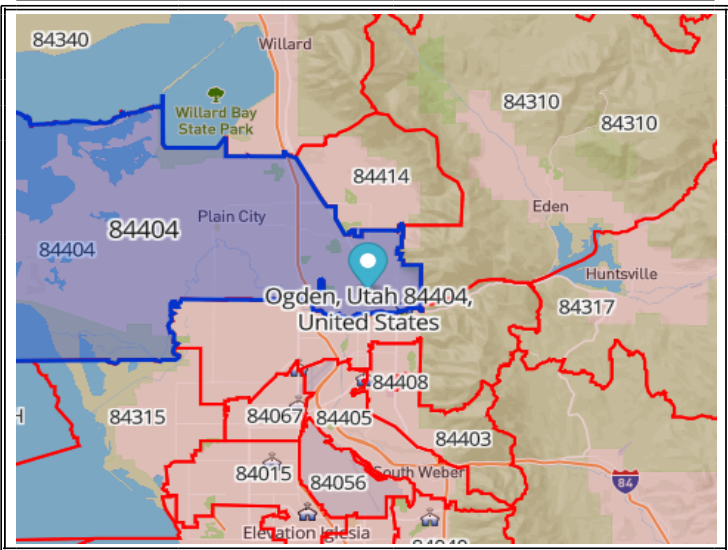 84340
Willard
Willard Bay
State Park
84310
84310
84414
84404
Plain City
84404
Eden
Huntsville
Ogden, Utah 84404,
United States
84317
84408
84315
84067
84405
84403
84015
84056
South Weber
84
Elevation Iglesia